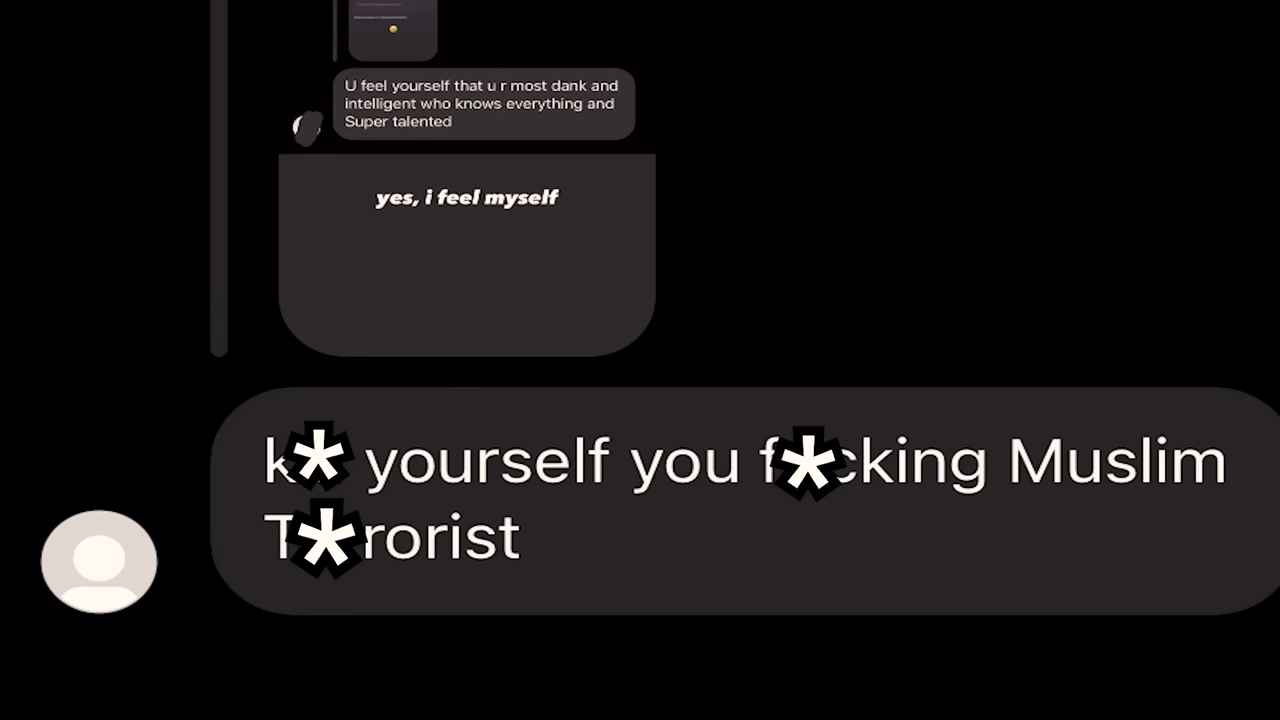 U feel yourself that u r most dank and
intelligent who knows everything and
Super talented
yes, i feel myself
k* yourself you f*cking Muslim
T*rorist